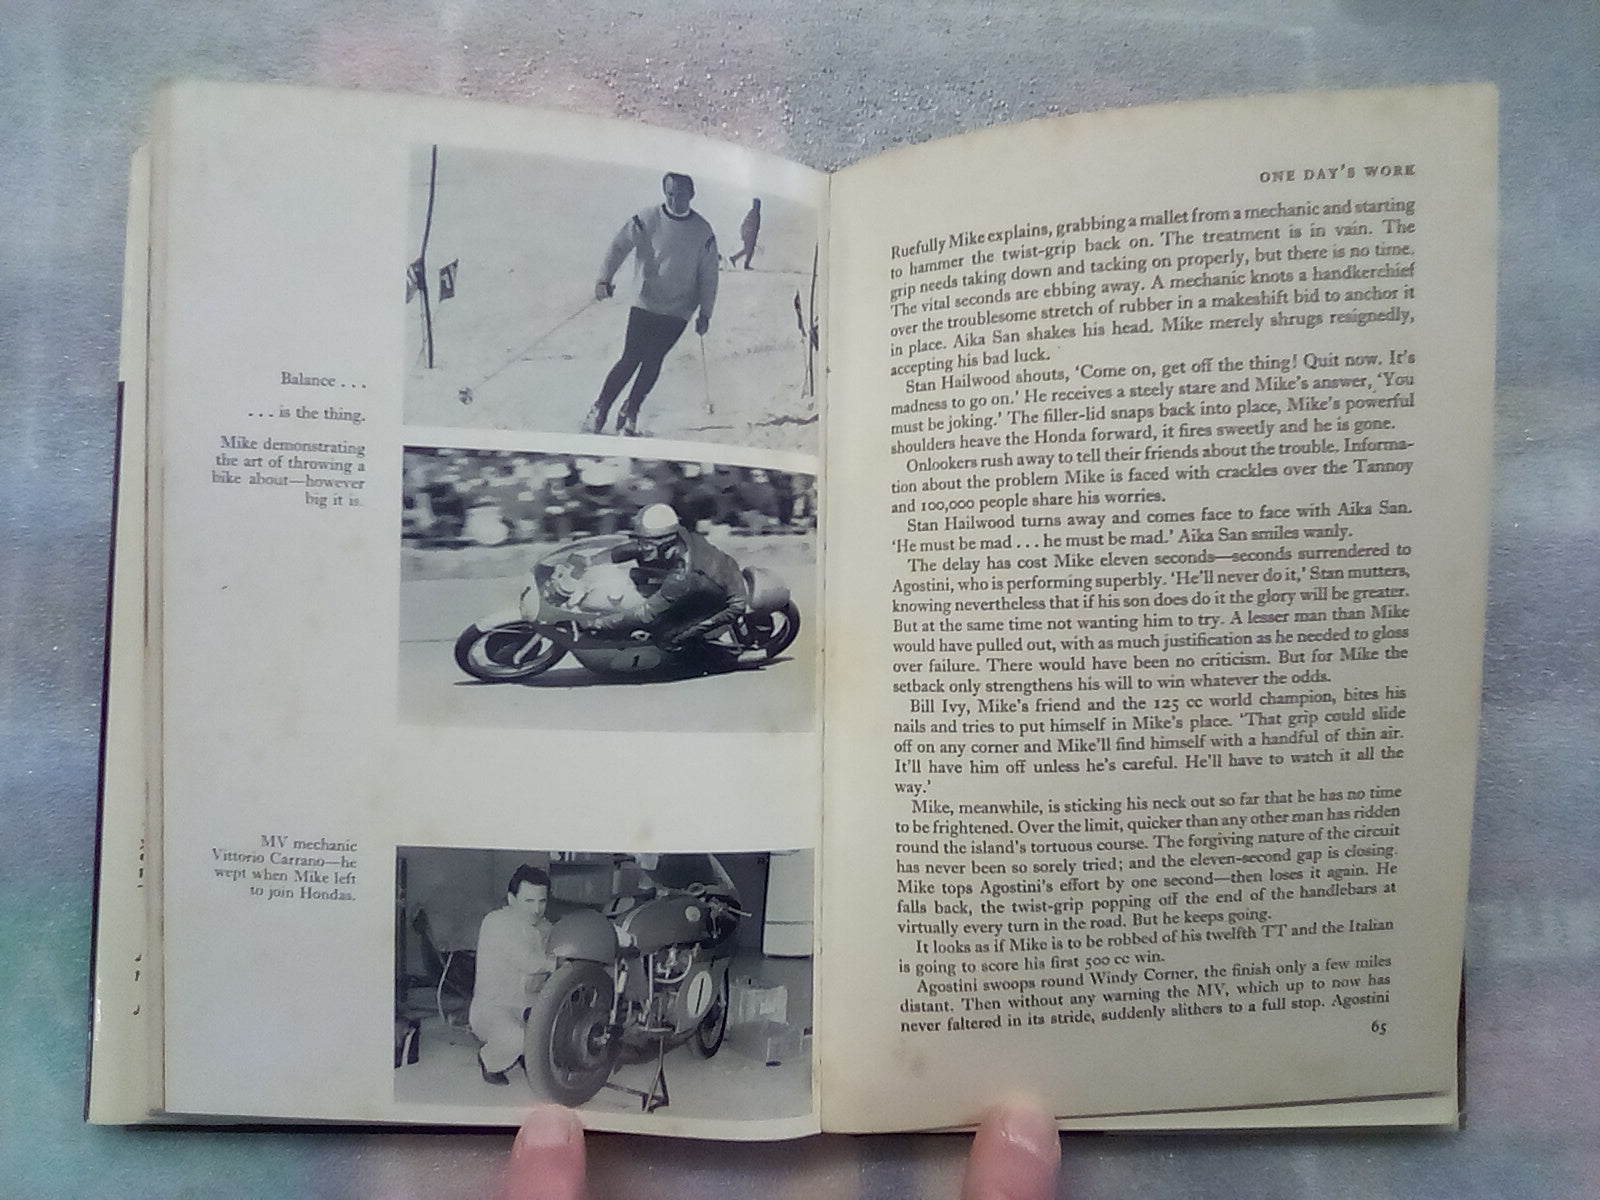 Balance . . .
. . . is the thing.
Mike demonstrating
the art of throwing a
bike about—however
big it is.
1
MV mechanic
Vittorio Carrano—he
wept when Mike left
to join Hondas.
1
ONE DAY'S WORK
Ruefully Mike explains, grabbing a mallet from a mechanic and starting
to hammer the twist-grip back on. The treatment is in vain. The
grip needs taking down and tacking on properly, but there is no time.
The vital seconds are ebbing away. A mechanic knots a handkerchief
over the troublesome stretch of rubber in a makeshift bid to anchor it
in place. Aika San shakes his head. Mike merely shrugs resignedly,
accepting his bad luck.
Stan Hailwood shouts, 'Come on, get off the thing! Quit now. It's
madness to go on.' He receives a steely stare and Mike's answer, 'You
must be joking.' The filler-lid snaps back into place, Mike's powerful
shoulders heave the Honda forward, it fires sweetly and he is gone.
Onlookers rush away to tell their friends about the trouble. Informa-
tion about the problem Mike is faced with crackles over the Tannoy
and 100,000 people share his worries.
Stan Hailwood turns away and comes face to face with Aika San.
'He must be mad . . . he must be mad.' Aika San smiles wanly.
The delay has cost Mike eleven seconds—seconds surrendered to
Agostini, who is performing superbly. 'He'll never do it,' Stan mutters,
knowing nevertheless that if his son does do it the glory will be greater.
But at the same time not wanting him to try. A lesser man than Mike
would have pulled out, with as much justification as he needed to gloss
over failure. There would have been no criticism. But for Mike the
setback only strengthens his will to win whatever the odds.
Bill Ivy, Mike's friend and the 125 cc world champion, bites his
nails and tries to put himself in Mike's place. 'That grip could slide
off on any corner and Mike'll find himself with a handful of thin air.
It'll have him off unless he's careful. He'll have to watch it all the
way.'
Mike, meanwhile, is sticking his neck out so far that he has no time
to be frightened. Over the limit, quicker than any other man has ridden
round the island's tortuous course. The forgiving nature of the circuit
has never been so sorely tried; and the eleven-second gap is closing.
Mike tops Agostini's effort by one second—then loses it again. He
falls back, the twist-grip popping off the end of the handlebars at
virtually every turn in the road. But he keeps going.
It looks as if Mike is to be robbed of his twelfth TT and the Italian
is going to score his first 500 cc win.
Agostini swoops round Windy Corner, the finish only a few miles
distant. Then without any warning the MV, which up to now has
never faltered in its stride, suddenly slithers to a full stop. Agostini
65